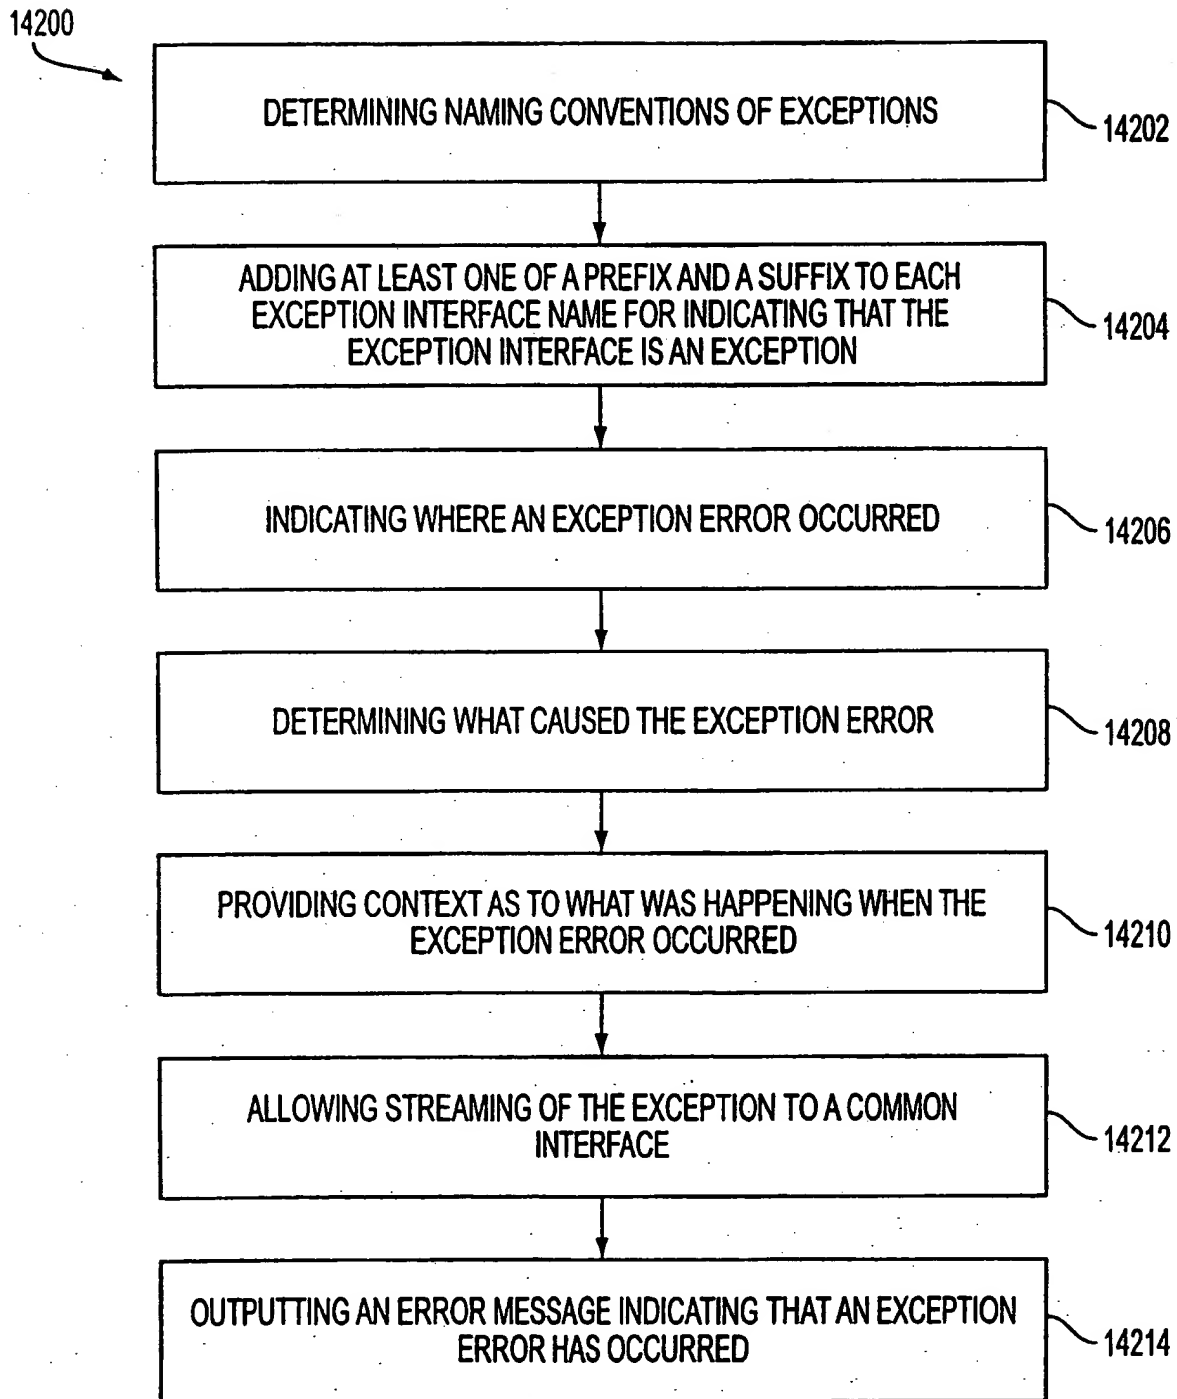 14200
DETERMINING NAMING CONVENTIONS OF EXCEPTIONS
14202
ADDING AT LEAST ONE OF A PREFIX AND A SUFFIX TO EACH
EXCEPTION INTERFACE NAME FOR INDICATING THAT THE
EXCEPTION INTERFACE IS AN EXCEPTION
14204
INDICATING WHERE AN EXCEPTION ERROR OCCURRED
14206
DETERMINING WHAT CAUSED THE EXCEPTION ERROR
14208
PROVIDING CONTEXT AS TO WHAT WAS HAPPENING WHEN THE
EXCEPTION ERROR OCCURRED
14210
ALLOWING STREAMING OF THE EXCEPTION TO A COMMON
INTERFACE
14212
OUTPUTTING AN ERROR MESSAGE INDICATING THAT AN EXCEPTION
ERROR HAS OCCURRED
14214